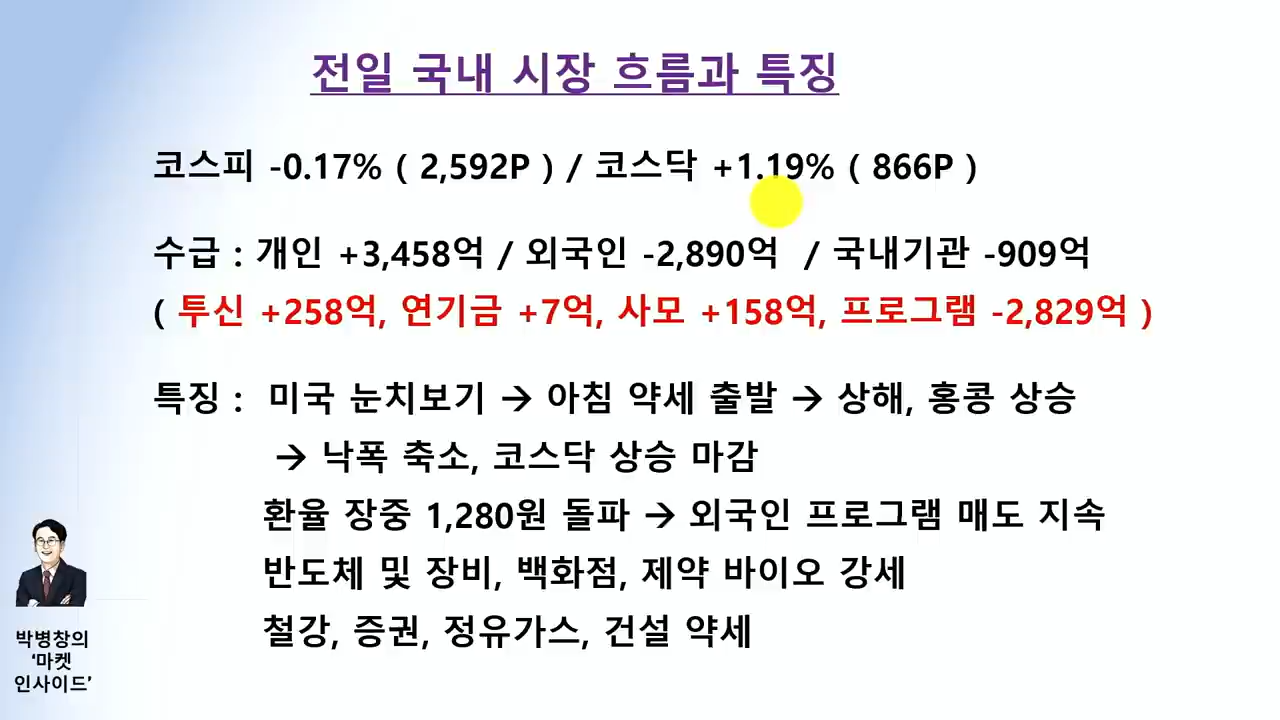 전일 국내 시장 흐름과 특징
코스피 -0.17% ( 2,592P ) / 코스닥 +1.19% ( 866P )
수급 : 개인 +3,458억 / 외국인 -2,890억 / 국내기관 -909억
( 투신 +258억, 연기금 +7억, 사모 +158억, 프로그램 -2,829억 )
특징 : 미국 눈치보기 → 아침 약세 출발 → 상해, 홍콩 상승
→ 낙폭 축소, 코스닥 상승 마감
환율 장중 1,280원 돌파 → 외국인 프로그램 매도 지속
반도체 및 장비, 백화점, 제약 바이오 강세
철강, 증권, 정유가스, 건설 약세
박병창의
‘마켓
인사이드’